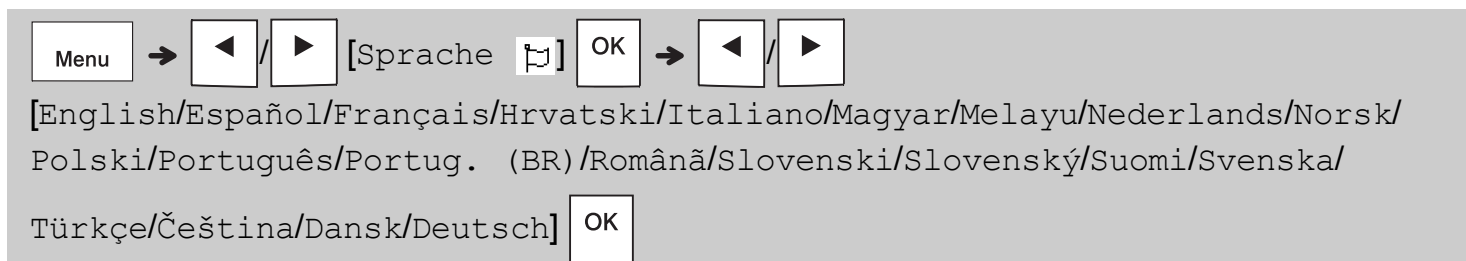 Menu ➔ ◄/► [Sprache] OK ➔ ◄/►
[English/Español/Français/Hrvatski/Italiano/Magyar/Melayu/Nederlands/Norsk/
Polski/Português/Portug. (BR)/Românã/Slovenski/Slovenský/Suomi/Svenska/
Türkçe/Čeština/Dansk/Deutsch] OK